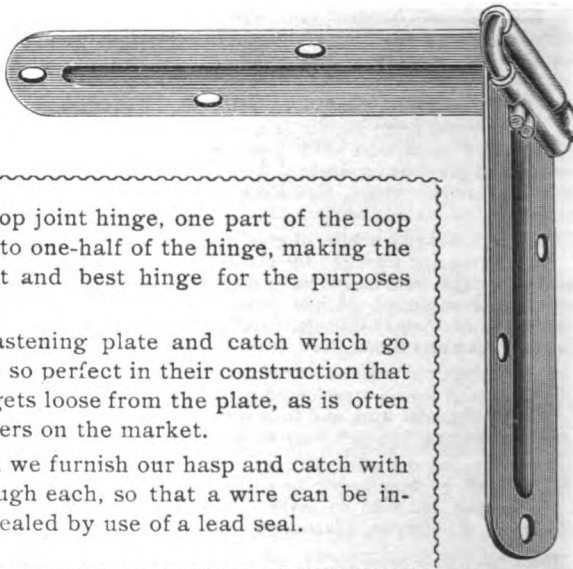 op joint hinge, one part of the loop
to one-half of the hinge, making the
t and best hinge for the purposes
astening plate and catch which go
so perfect in their construction that
gets loose from the plate, as is often
ers on the market.
we furnish our hasp and catch with
ugh each, so that a wire can be in-
ealed by use of a lead seal.